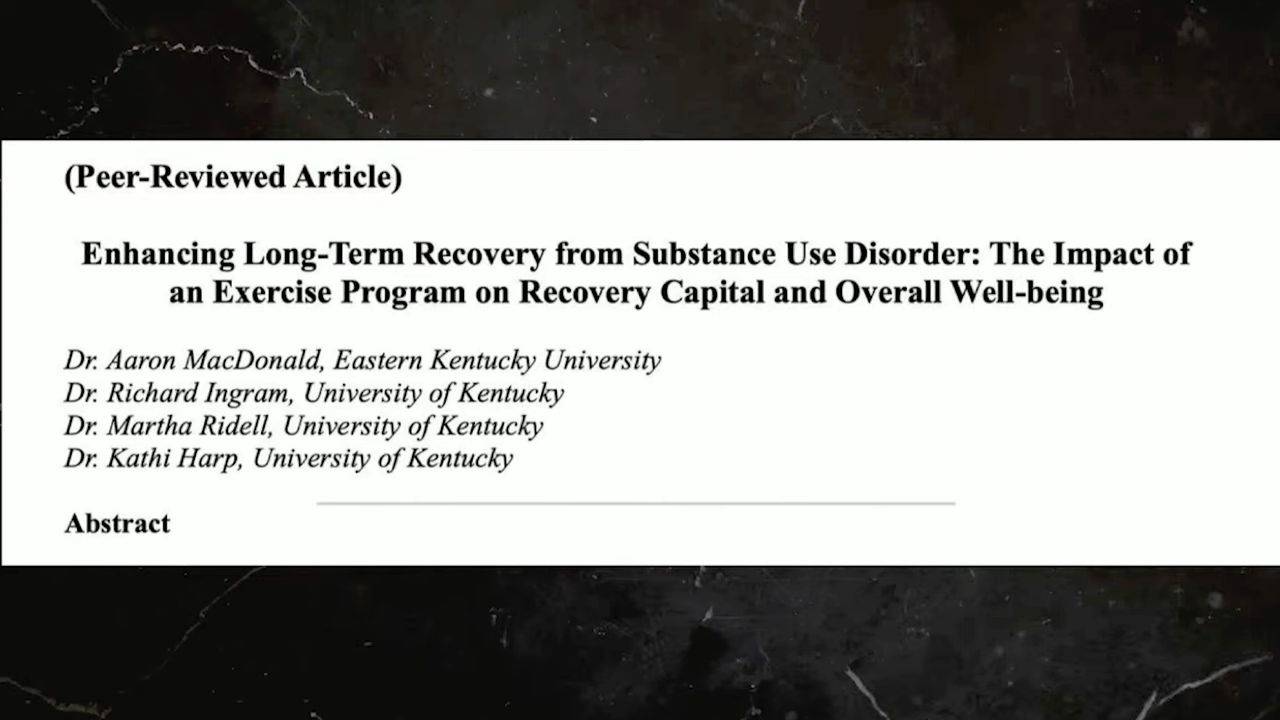 (Peer-Reviewed Article)
Enhancing Long-Term Recovery from Substance Use Disorder: The Impact of
an Exercise Program on Recovery Capital and Overall Well-being
Dr. Aaron MacDonald, Eastern Kentucky University
Dr. Richard Ingram, University of Kentucky
Dr. Martha Ridell, University of Kentucky
Dr. Kathi Harp, University of Kentucky
Abstract